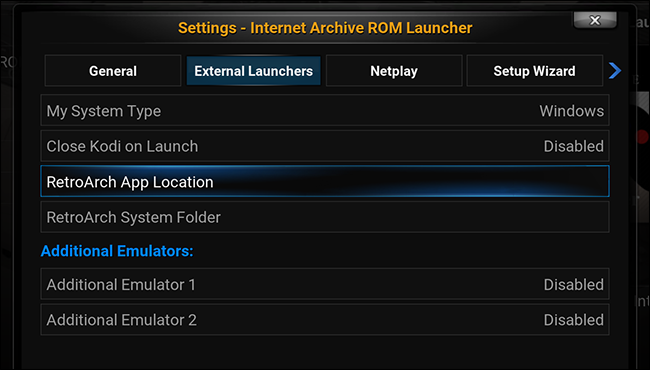 Settings - Internet Archive ROM Launcher
General External Launchers Netplay Setup Wizard
My System Type Windows
Close Kodi on Launch Disabled
RetroArch App Location
RetroArch System Folder
Additional Emulators:
Additional Emulator 1 Disabled
Additional Emulator 2 Disabled